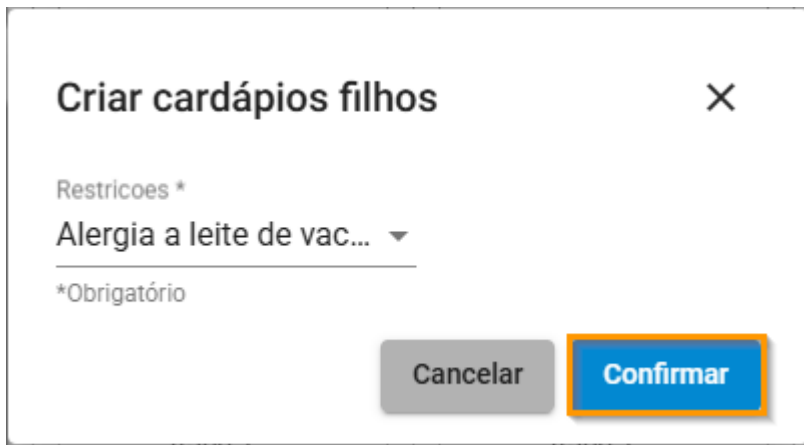 Criar cardápios filhos
Restricoes *
Alergia a leite de vac...
*Obrigatório
Cancelar
Confirmar